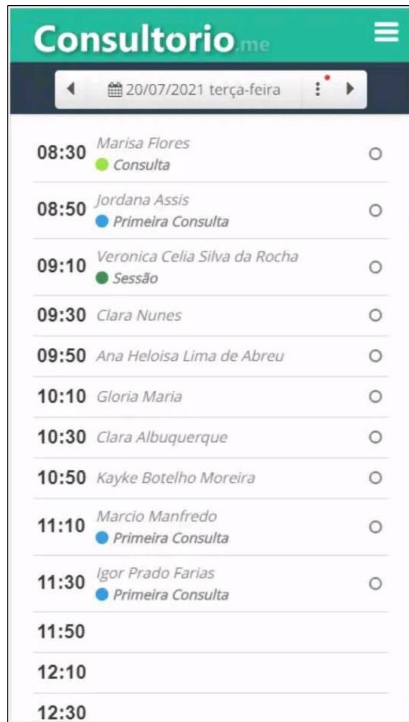 Consultorio.me
20/07/2021 terça-feira
08:30 Marisa Flores
Consulta
08:50 Jordana Assis
Primeira Consulta
09:10 Veronica Celia Silva da Rocha
Sessão
09:30 Clara Nunes
09:50 Ana Heloisa Lima de Abreu
10:10 Gloria Maria
10:30 Clara Albuquerque
10:50 Kayke Botelho Moreira
11:10 Marcio Manfredo
Primeira Consulta
11:30 Igor Prado Farias
Primeira Consulta
11:50
12:10
12:30